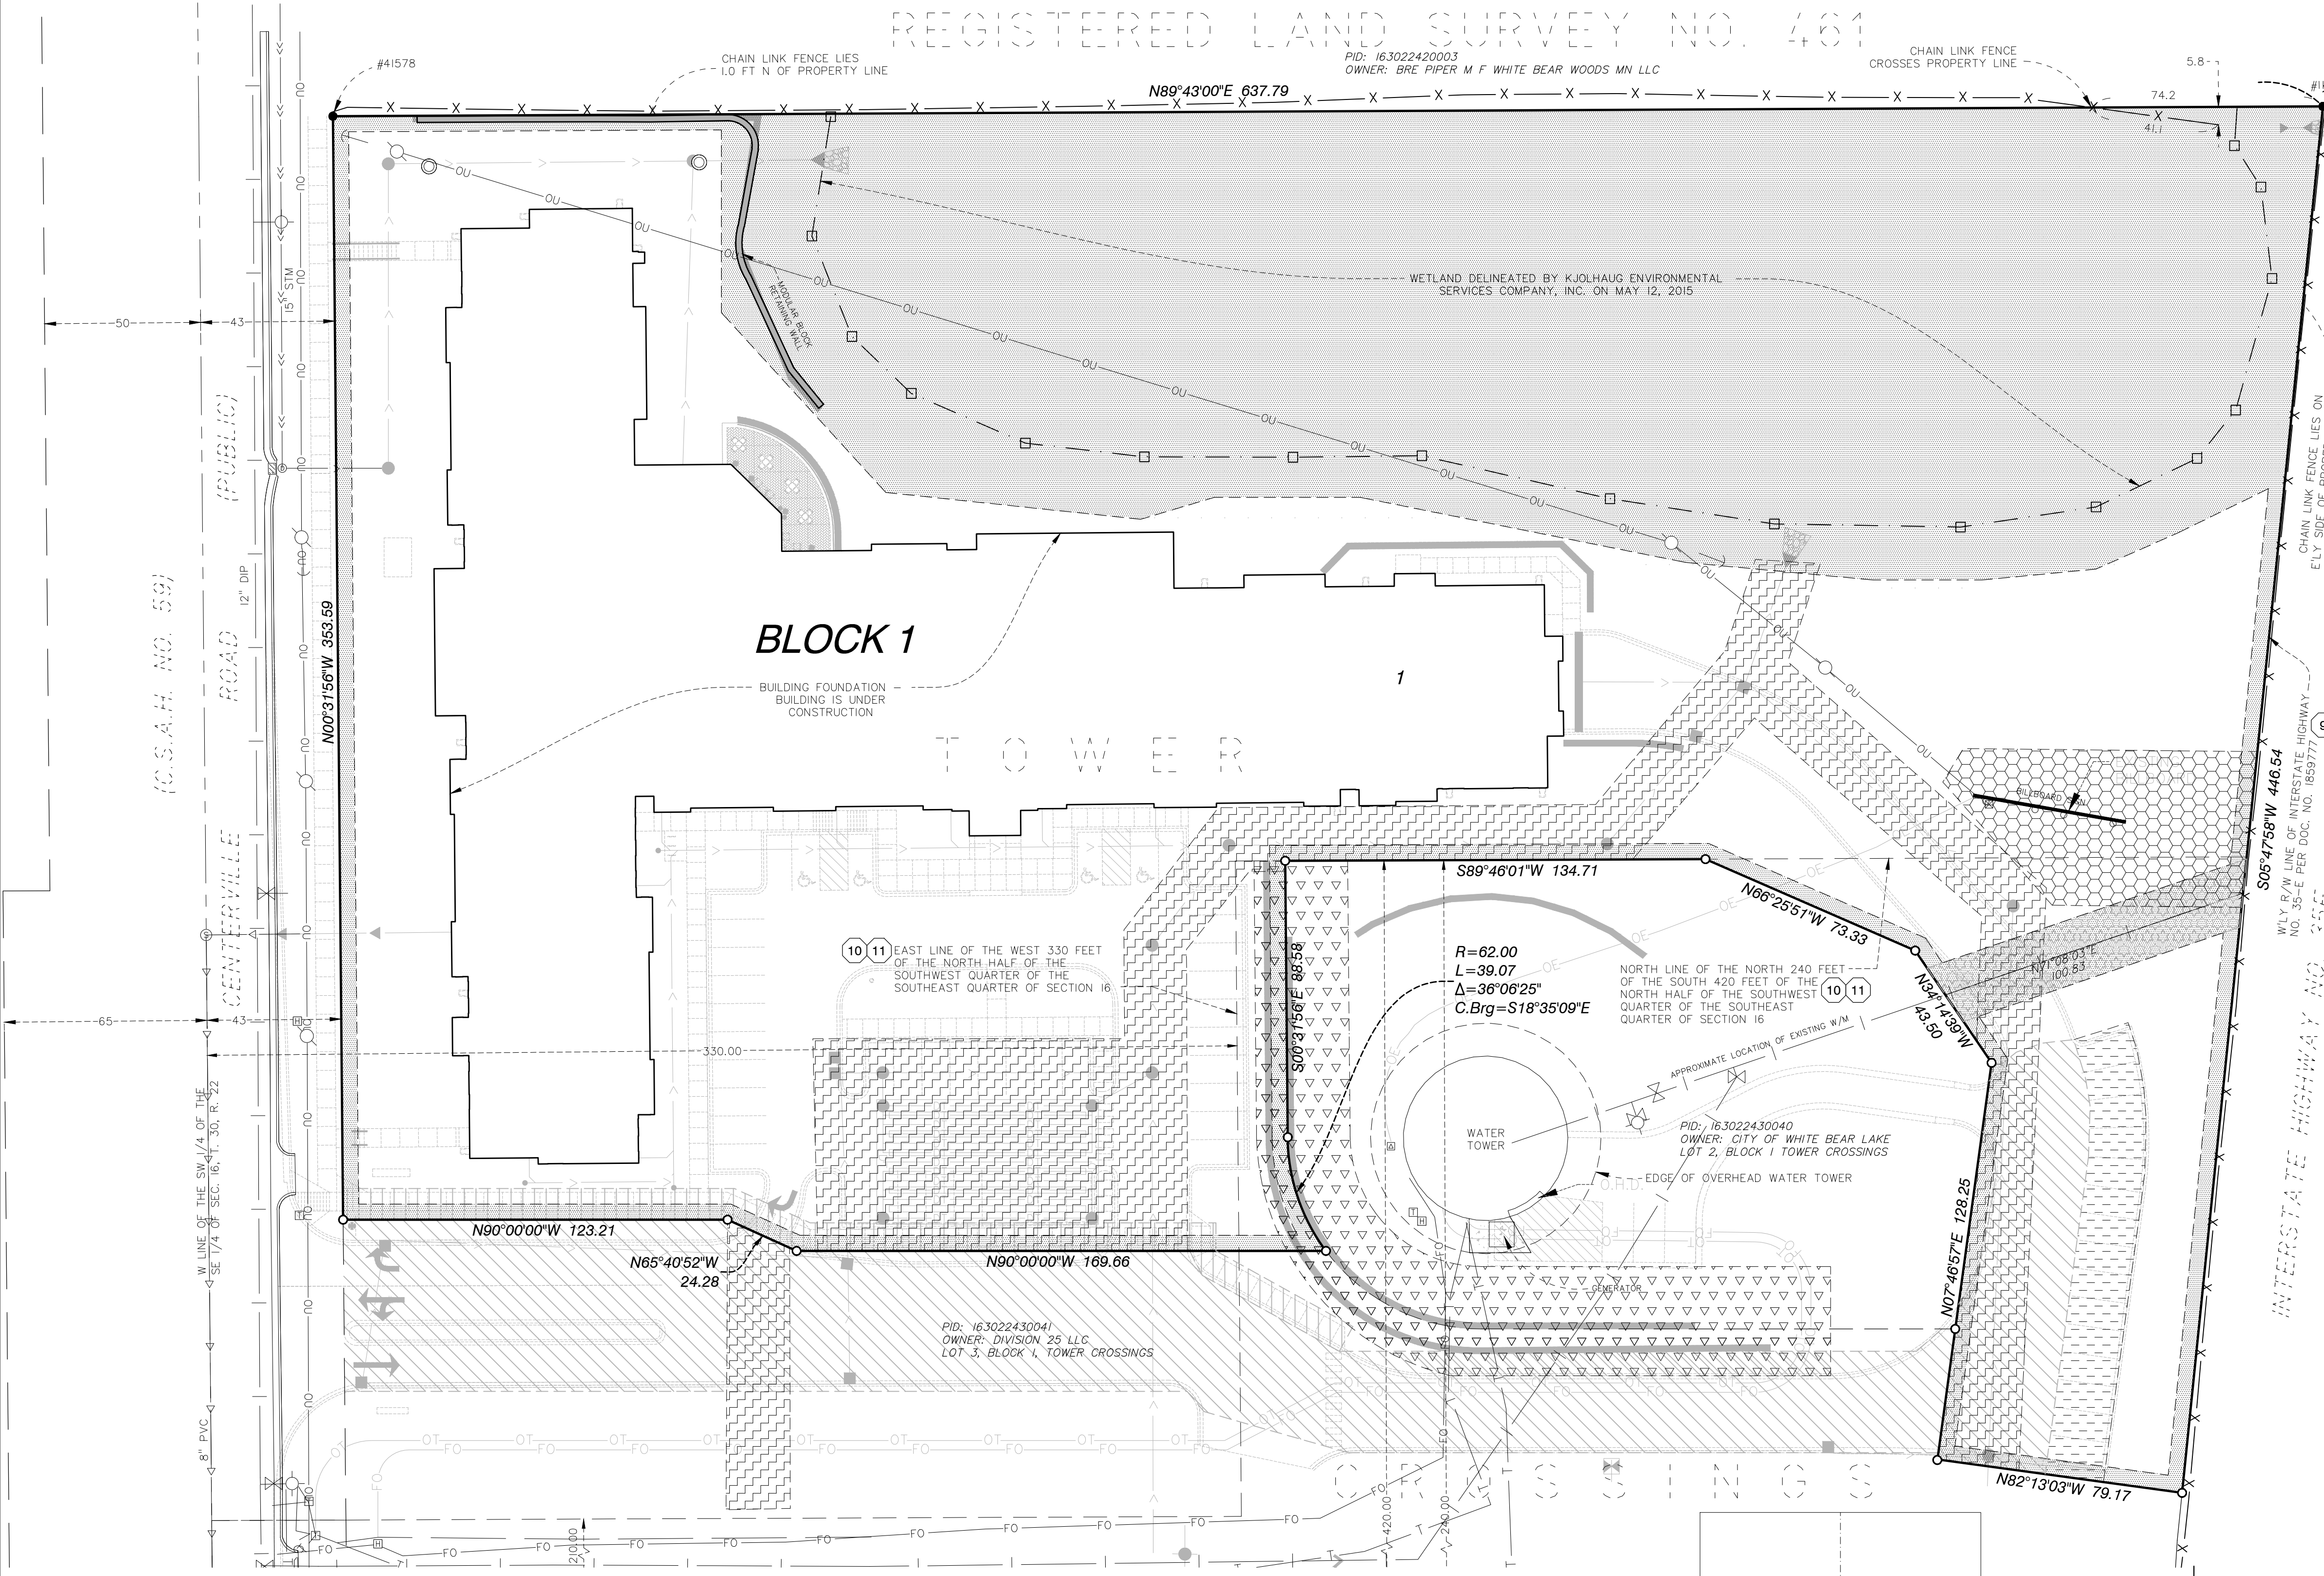 REGISTERED LAND SURVEY NO. 461
PID: 163022420003
OWNER: BRE PIPER M F WHITE BEAR WOODS MN LLC
#41578
CHAIN LINK FENCE LIES
1.0 FT N OF PROPERTY LINE
CHAIN LINK FENCE
CROSSES PROPERTY LINE
5.8
74.2
41.1
N89°43'00"E 637.79
WETLAND DELINEATED BY KJOLHAUG ENVIRONMENTAL
SERVICES COMPANY, INC. ON MAY 12, 2015
MODULAR BLOCK
RETAINING WALL
15" STM
50
43
(PUBLIC)
12" DIP
ROAD
(C.S.A.H. NO. 59)
CENTERVILLE
N00°31'56"W 353.59
BLOCK 1
1
BUILDING FOUNDATION
BUILDING IS UNDER
CONSTRUCTION
TOWER
CHAIN LINK FENCE LIES ON
E'LY SIDE OF PROPERTY LINE
BILLBOARD SIGN
W'LY R/W LINE OF INTERSTATE HIGHWAY
NO. 35-E PER DOC. NO. 1859777
S05°47'58"W 446.54
S89°46'01"W 134.71
N66°25'51"W 73.33
N34°14'39"W
43.50
N71°08'03"E
100.83
10 11 EAST LINE OF THE WEST 330 FEET
OF THE NORTH HALF OF THE
SOUTHWEST QUARTER OF THE
SOUTHEAST QUARTER OF SECTION 16
S00°31'56"E 88.58
R=62.00
L=39.07
Δ=36°06'25"
C.Brg=S18°35'09"E
NORTH LINE OF THE NORTH 240 FEET
OF THE SOUTH 420 FEET OF THE
NORTH HALF OF THE SOUTHWEST 10 11
QUARTER OF THE SOUTHEAST
QUARTER OF SECTION 16
65
43
330.00
APPROXIMATE LOCATION OF EXISTING W/M
WATER
TOWER
PID: 163022430040
OWNER: CITY OF WHITE BEAR LAKE
LOT 2, BLOCK 1 TOWER CROSSINGS
EDGE OF OVERHEAD WATER TOWER
O.H.D.
GENERATOR
W LINE OF THE SW 1/4 OF THE
SE 1/4 OF SEC. 16, T. 30, R. 22
N90°00'00"W 123.21
N65°40'52"W
24.28
N90°00'00"W 169.66
N07°46'57"E 128.25
PID: 163022430041
OWNER: DIVISION 25 LLC
LOT 3, BLOCK 1, TOWER CROSSINGS
8" PVC
INTERSTATE HIGHWAY NO.
CROSSINGS
N82°13'03"W 79.17
210.00
420.00
240.00